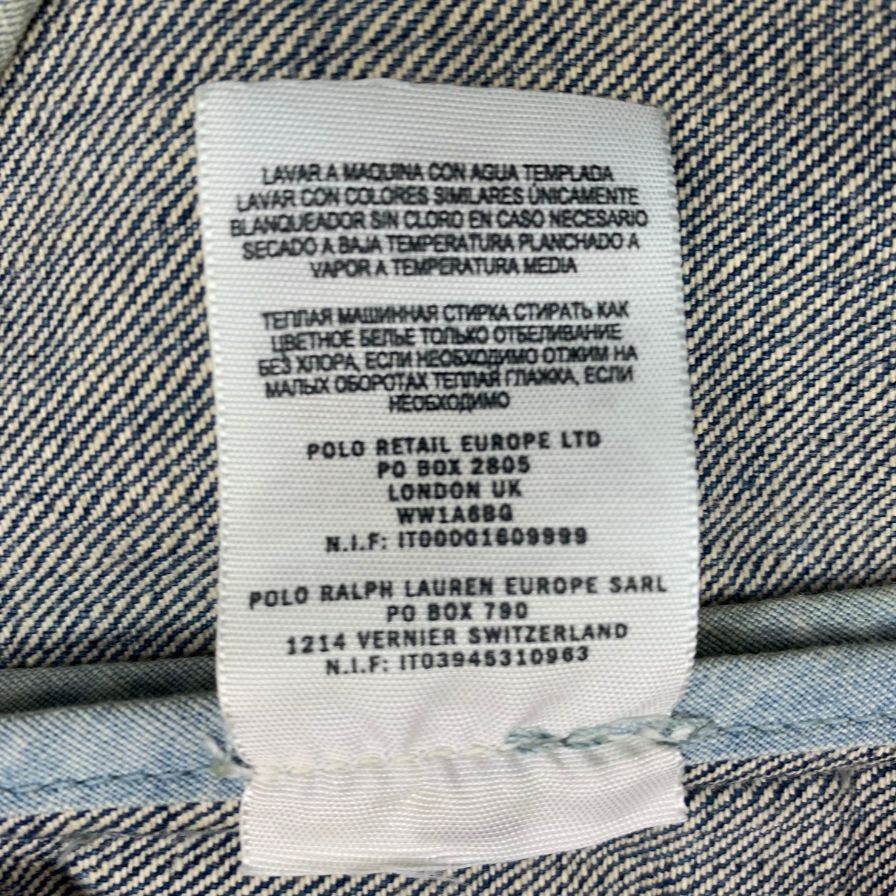 LAVAR A MAQUINA CON AGUA TEMPLADA
LAVAR CON COLORES SIMILARES ÚNICAMENTE
BLANQUEADOR SIN CLORO EN CASO NECESARIO
SECADO A BAJA TEMPERATURA PLANCHADO A
VAPOR A TEMPERATURA MEDIA
ТЕПЛАЯ МАШИННАЯ СТИРКА СТИРАТЬ КАК
ЦВЕТНОЕ БЕЛЬЕ ТОЛЬКО ОТБЕЛИВАНИЕ
БЕЗ ХЛОРА, ЕСЛИ НЕОБХОДИМО ОТЖИМ НА
МАЛЫХ ОБОРОТАХ ТЕПЛАЯ ГЛАЖКА, ЕСЛИ
НЕОБХОДИМО
POLO RETAIL EUROPE LTD
PO BOX 2805
LONDON UK
WW1A6BG
N.I.F: IT00001609999
POLO RALPH LAUREN EUROPE SARL
PO BOX 790
1214 VERNIER SWITZERLAND
N.I.F: IT03945310963